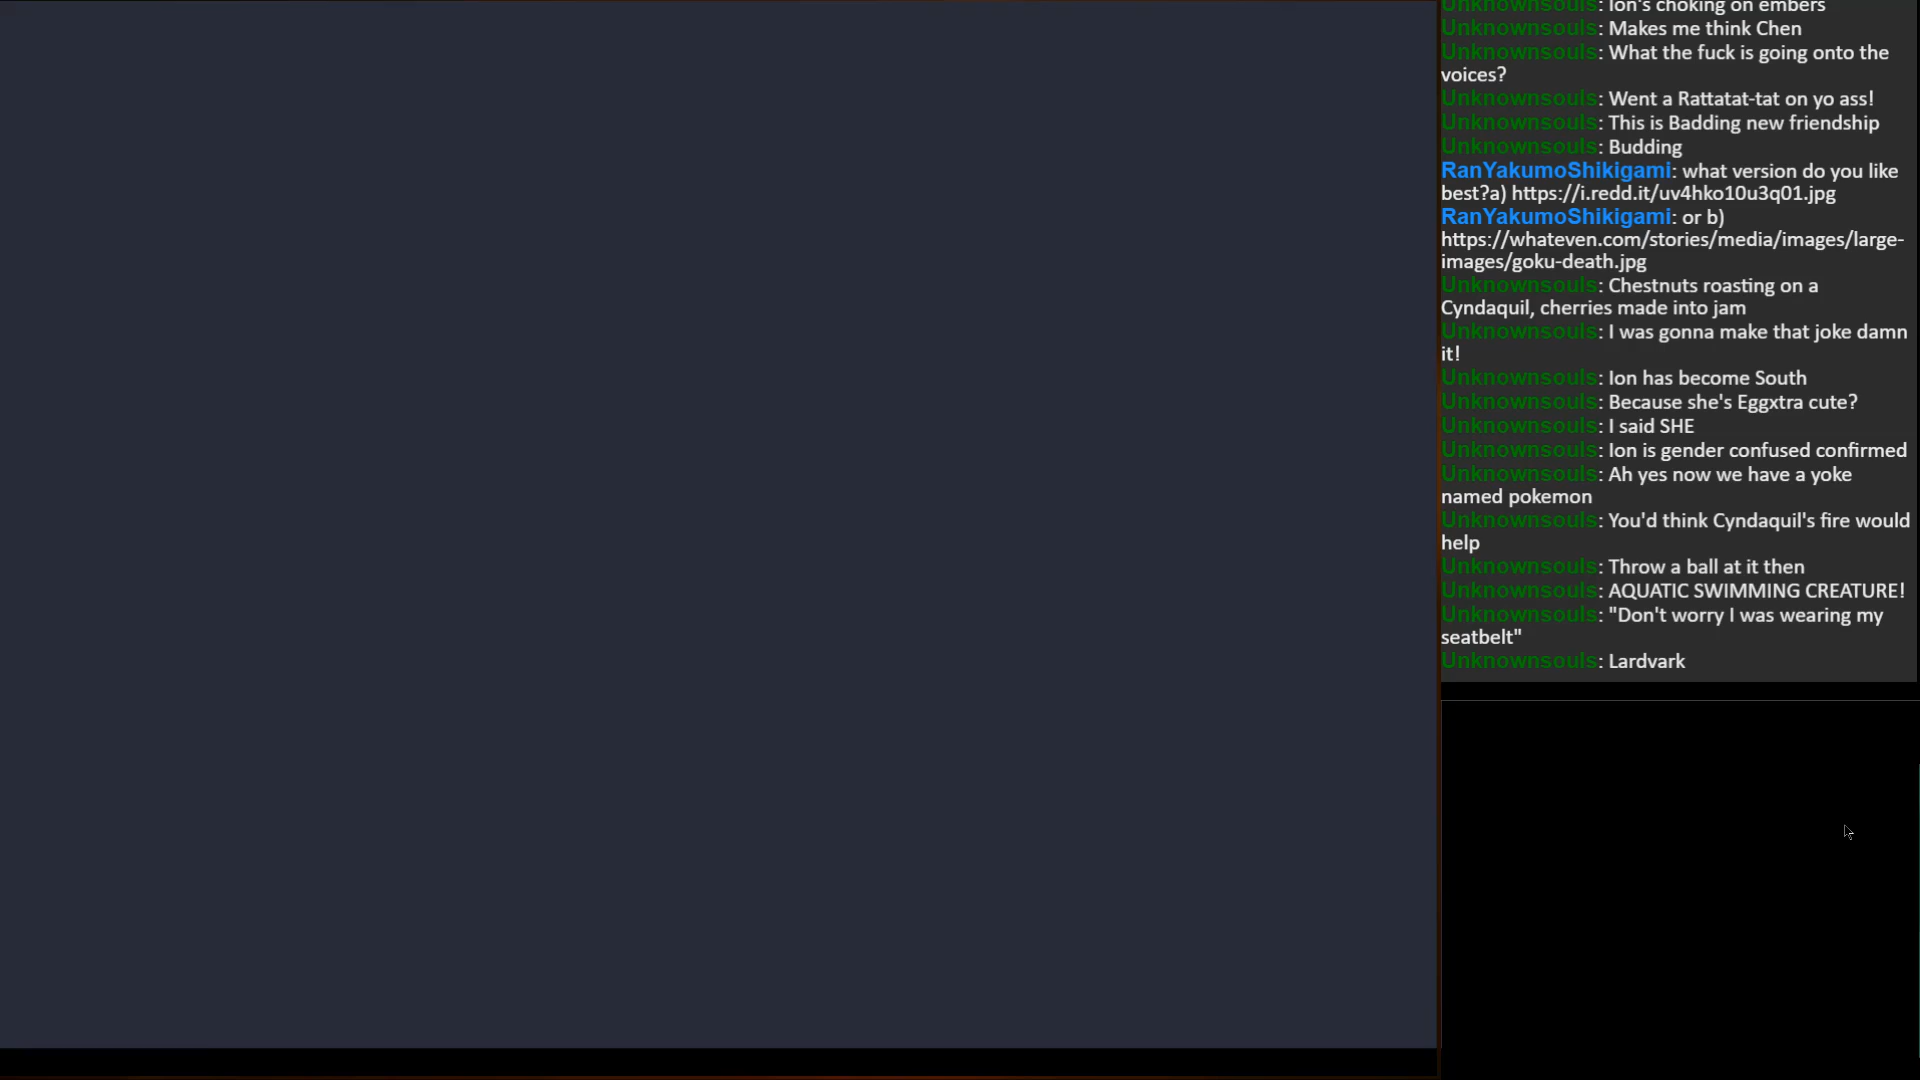 Unknownsouls: Ion's choking on embers
Unknownsouls: Makes me think Chen
Unknownsouls: What the fuck is going onto the
voices?
Unknownsouls: Went a Rattatat-tat on yo ass!
Unknownsouls: This is Badding new friendship
Unknownsouls: Budding
RanYakumoShikigami: what version do you like
best?a) https://i.redd.it/uv4hko10u3q01.jpg
RanYakumoShikigami: or b)
https://whateven.com/stories/media/images/large-
images/goku-death.jpg
Unknownsouls: Chestnuts roasting on a
Cyndaquil, cherries made into jam
Unknownsouls: I was gonna make that joke damn
it!
Unknownsouls: Ion has become South
Unknownsouls: Because she's Eggxtra cute?
Unknownsouls: I said SHE
Unknownsouls: Ion is gender confused confirmed
Unknownsouls: Ah yes now we have a yoke
named pokemon
Unknownsouls: You'd think Cyndaquil's fire would
help
Unknownsouls: Throw a ball at it then
Unknownsouls: AQUATIC SWIMMING CREATURE!
Unknownsouls: "Don't worry I was wearing my
seatbelt"
Unknownsouls: Lardvark